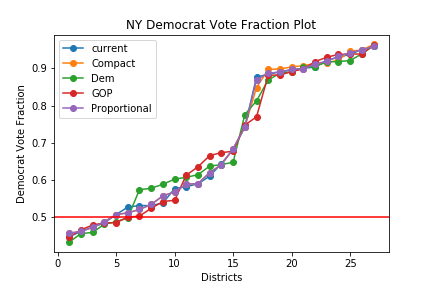 NY Democrat Vote Fraction Plot
current
Compact
Dem
GOP
Proportional
Democrat Vote Fraction
0.9
0.8
0.7
0.6
0.5
0 5 10 15 20 25
Districts